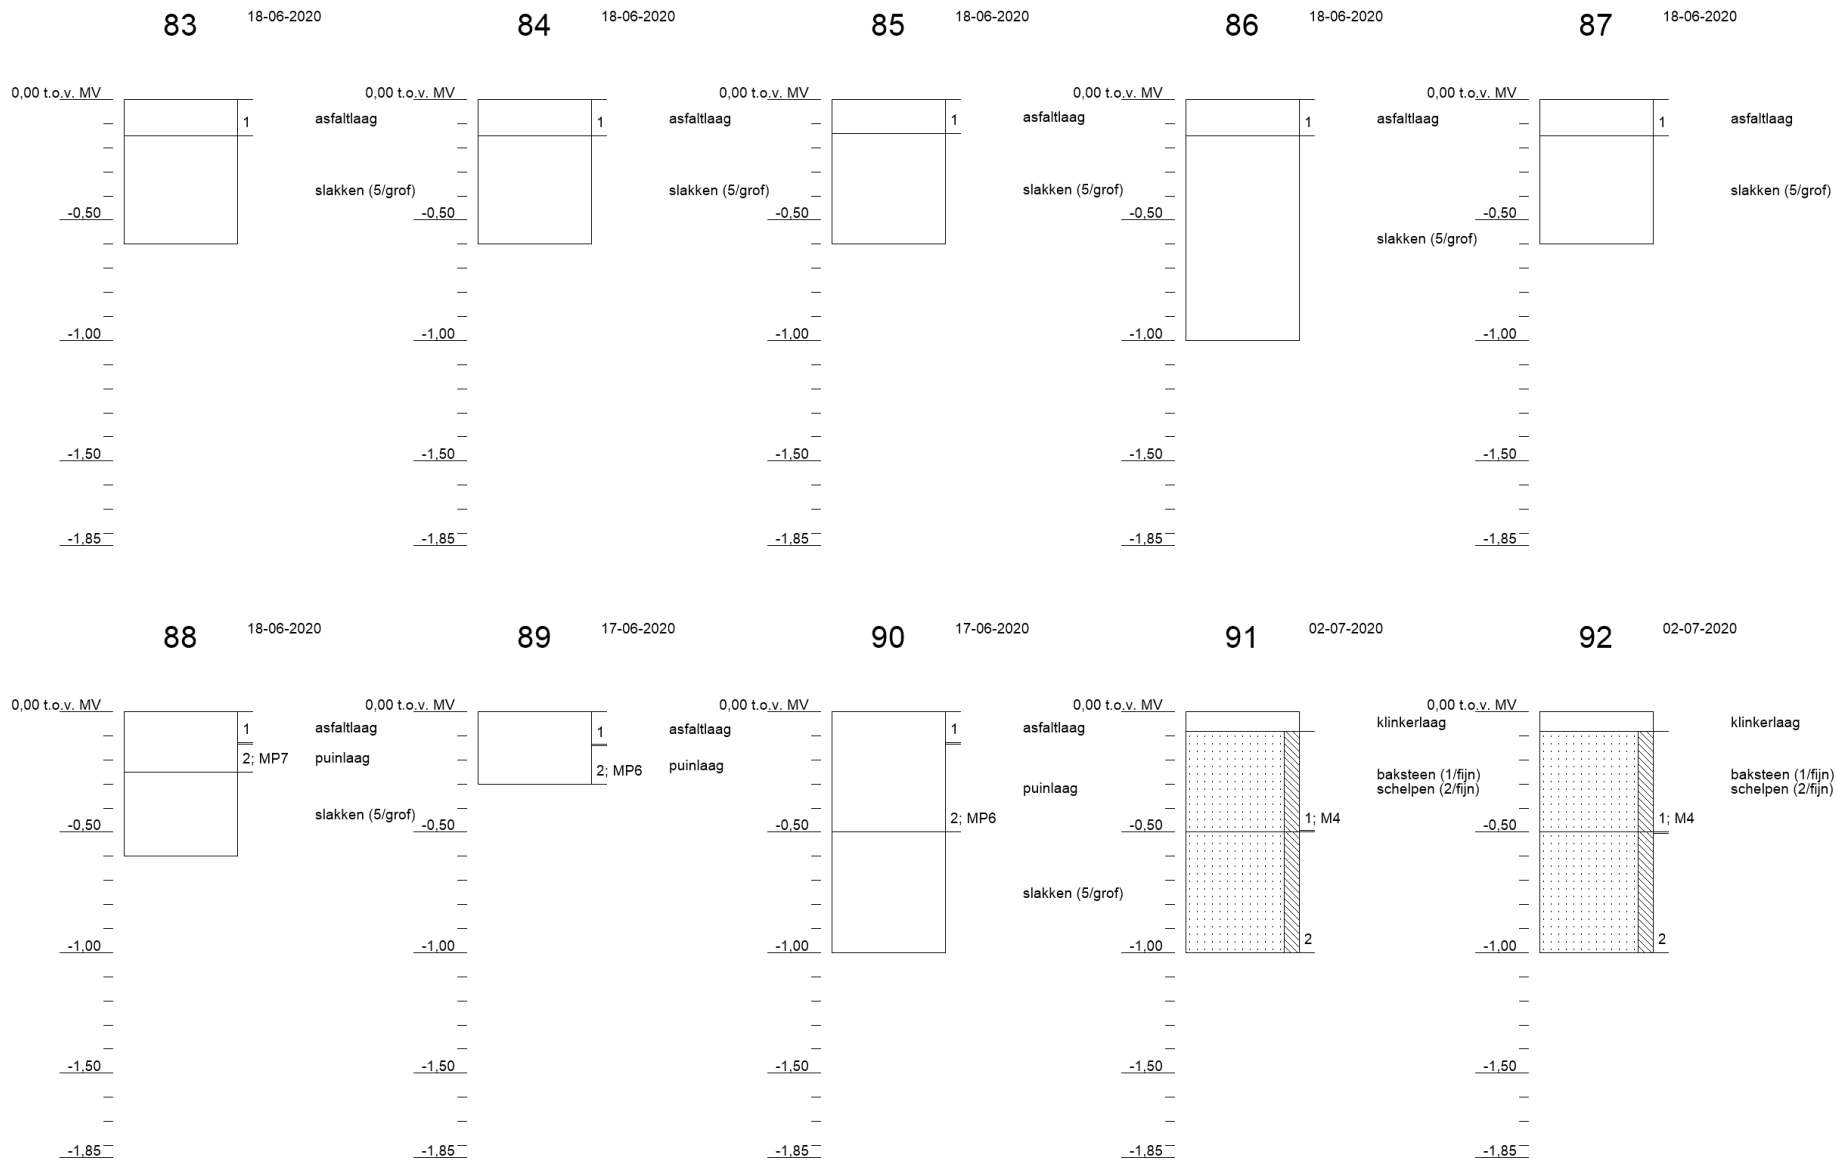 83 18-06-2020
0,00 t.o.v. MV
1
asfaltlaag
slakken (5/grof)
-0,50
-1,00
-1,50
-1,85
84 18-06-2020
0,00 t.o.v. MV
1
asfaltlaag
slakken (5/grof)
-0,50
-1,00
-1,50
-1,85
85 18-06-2020
0,00 t.o.v. MV
1
asfaltlaag
slakken (5/grof)
-0,50
-1,00
-1,50
-1,85
86 18-06-2020
0,00 t.o.v. MV
1
asfaltlaag
-0,50
slakken (5/grof)
-1,00
-1,50
-1,85
87 18-06-2020
0,00 t.o.v. MV
1
asfaltlaag
slakken (5/grof)
-0,50
-1,00
-1,50
-1,85
88 18-06-2020
0,00 t.o.v. MV
1
asfaltlaag
2; MP7
puinlaag
slakken (5/grof)
-0,50
-1,00
-1,50
-1,85
89 17-06-2020
0,00 t.o.v. MV
1
asfaltlaag
2; MP6
puinlaag
-0,50
-1,00
-1,50
-1,85
90 17-06-2020
0,00 t.o.v. MV
1
asfaltlaag
puinlaag
2; MP6
-0,50
slakken (5/grof)
-1,00
-1,50
-1,85
91 02-07-2020
0,00 t.o.v. MV
klinkerlaag
baksteen (1/fijn)
schelpen (2/fijn)
1; M4
-0,50
2
-1,00
-1,50
-1,85
92 02-07-2020
0,00 t.o.v. MV
klinkerlaag
baksteen (1/fijn)
schelpen (2/fijn)
1; M4
-0,50
2
-1,00
-1,50
-1,85